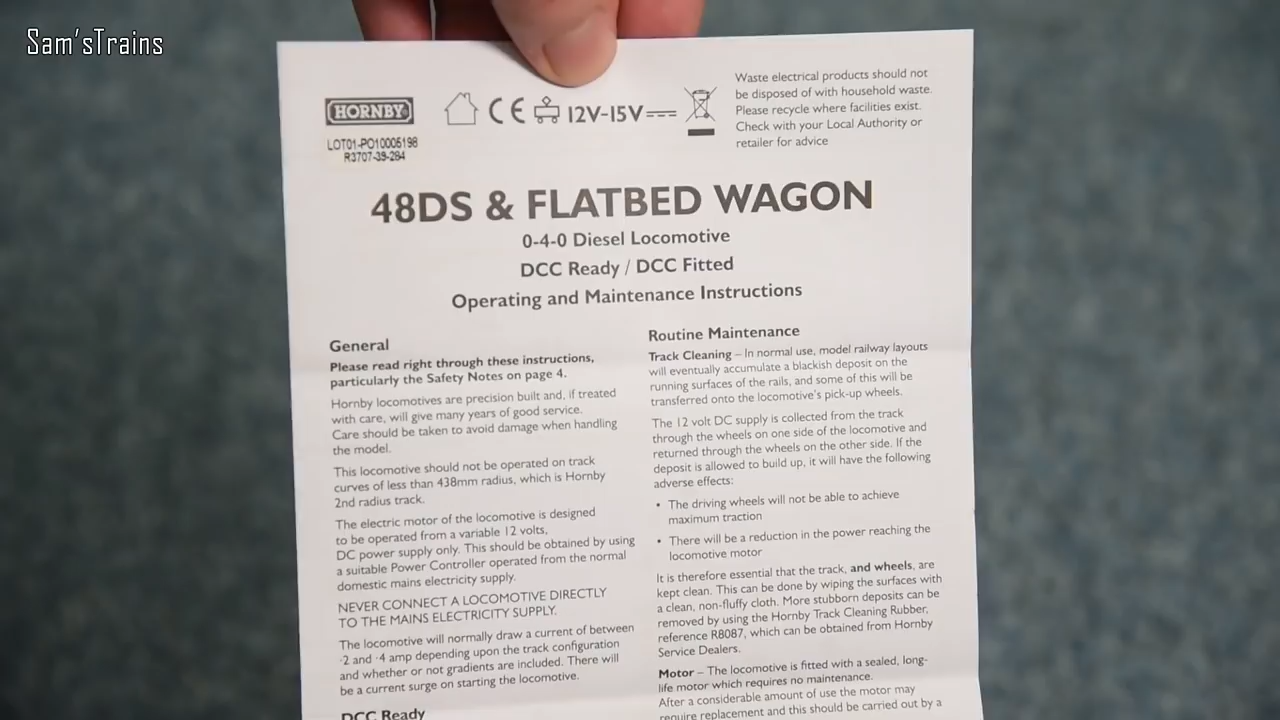 Sam'sTrains
HORNBY
LOT01-PO10005198
R3707-39-284
CE 12V-15V
Waste electrical products should not
be disposed of with household waste.
Please recycle where facilities exist.
Check with your Local Authority or
retailer for advice
48DS & FLATBED WAGON
0-4-0 Diesel Locomotive
DCC Ready / DCC Fitted
Operating and Maintenance Instructions
General
Please read right through these instructions,
particularly the Safety Notes on page 4.
Hornby locomotives are precision built and, if treated
with care, will give many years of good service.
Care should be taken to avoid damage when handling
the model.
This locomotive should not be operated on track
curves of less than 438mm radius, which is Hornby
2nd radius track.
The electric motor of the locomotive is designed
to be operated from a variable 12 volts,
DC power supply only. This should be obtained by using
a suitable Power Controller operated from the normal
domestic mains electricity supply.
NEVER CONNECT A LOCOMOTIVE DIRECTLY
TO THE MAINS ELECTRICITY SUPPLY.
The locomotive will normally draw a current of between
·2 and ·4 amp depending upon the track configuration
and whether or not gradients are included. There will
be a current surge on starting the locomotive.
DCC Ready
Routine Maintenance
Track Cleaning – In normal use, model railway layouts
will eventually accumulate a blackish deposit on the
running surfaces of the rails, and some of this will be
transferred onto the locomotive's pick-up wheels.
The 12 volt DC supply is collected from the track
through the wheels on one side of the locomotive and
returned through the wheels on the other side. If the
deposit is allowed to build up, it will have the following
adverse effects:
• The driving wheels will not be able to achieve
maximum traction
• There will be a reduction in the power reaching the
locomotive motor
It is therefore essential that the track, and wheels, are
kept clean. This can be done by wiping the surfaces with
a clean, non-fluffy cloth. More stubborn deposits can be
removed by using the Hornby Track Cleaning Rubber,
reference R8087, which can be obtained from Hornby
Service Dealers.
Motor – The locomotive is fitted with a sealed, long-
life motor which requires no maintenance.
After a considerable amount of use the motor may
require replacement and this should be carried out by a